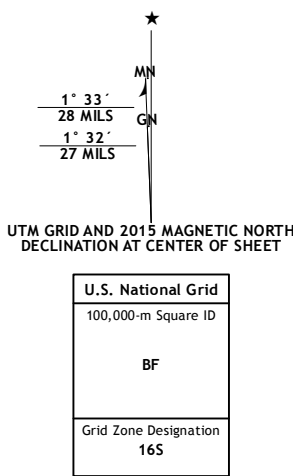 ★
MN
1° 33´
28 MILS
GN
1° 32´
27 MILS
UTM GRID AND 2015 MAGNETIC NORTH
DECLINATION AT CENTER OF SHEET
U.S. National Grid
100,000-m Square ID
BF
Grid Zone Designation
16S